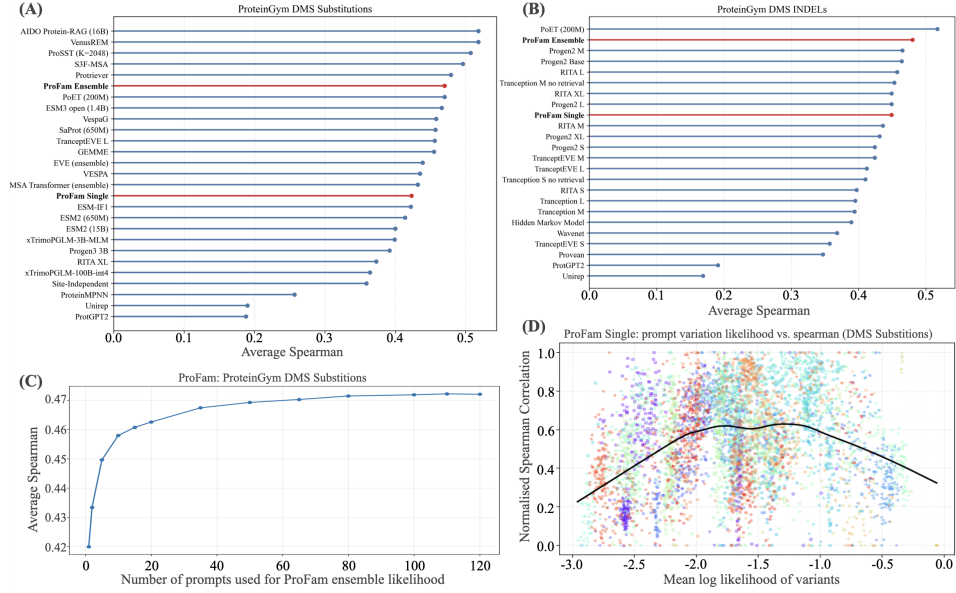 (A)
ProteinGym DMS Substitutions
AIDO Protein-RAG (16B)
VenusREM
ProSST (K=2048)
S3F-MSA
Protriever
ProFam Ensemble
PoET (200M)
ESM3 open (1.4B)
VespaG
SaProt (650M)
TranceptEVE L
GEMME
EVE (ensemble)
VESPA
MSA Transformer (ensemble)
ProFam Single
ESM-IF1
ESM2 (650M)
ESM2 (15B)
xTrimoPGLM-3B-MLM
Progen3 3B
RITA XL
xTrimoPGLM-100B-int4
Site-Independent
ProteinMPNN
Unirep
ProtGPT2
0.0 0.1 0.2 0.3 0.4 0.5
Average Spearman
(B)
ProteinGym DMS INDELs
PoET (200M)
ProFam Ensemble
Progen2 M
Progen2 Base
RITA L
Tranception M no retrieval
RITA XL
Progen2 L
ProFam Single
RITA M
Progen2 XL
Progen2 S
TranceptEVE M
TranceptEVE L
Tranception S no retrieval
RITA S
Tranception L
Tranception M
Hidden Markov Model
Wavenet
TranceptEVE S
Provean
ProtGPT2
Unirep
0.0 0.1 0.2 0.3 0.4 0.5
Average Spearman
(C)
ProFam: ProteinGym DMS Substitions
Average Spearman
0.47
0.46
0.45
0.44
0.43
0.42
0 20 40 60 80 100 120
Number of prompts used for ProFam ensemble likelihood
(D)
ProFam Single: prompt variation likelihood vs. spearman (DMS Substitions)
Normalised Spearman Correlation
1.0
0.8
0.6
0.4
0.2
0.0
-3.0 -2.5 -2.0 -1.5 -1.0 -0.5 0.0
Mean log likelihood of variants